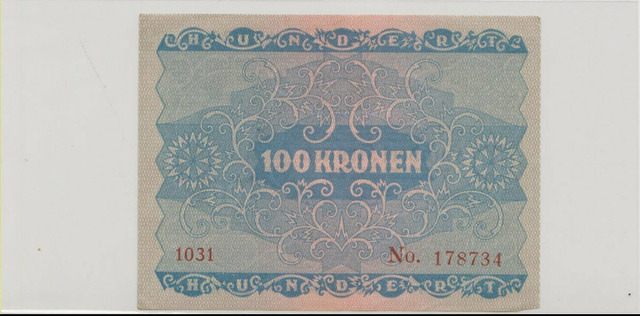 HUNDERT
100 KRONEN
1031 No. 178734
HUNDERT